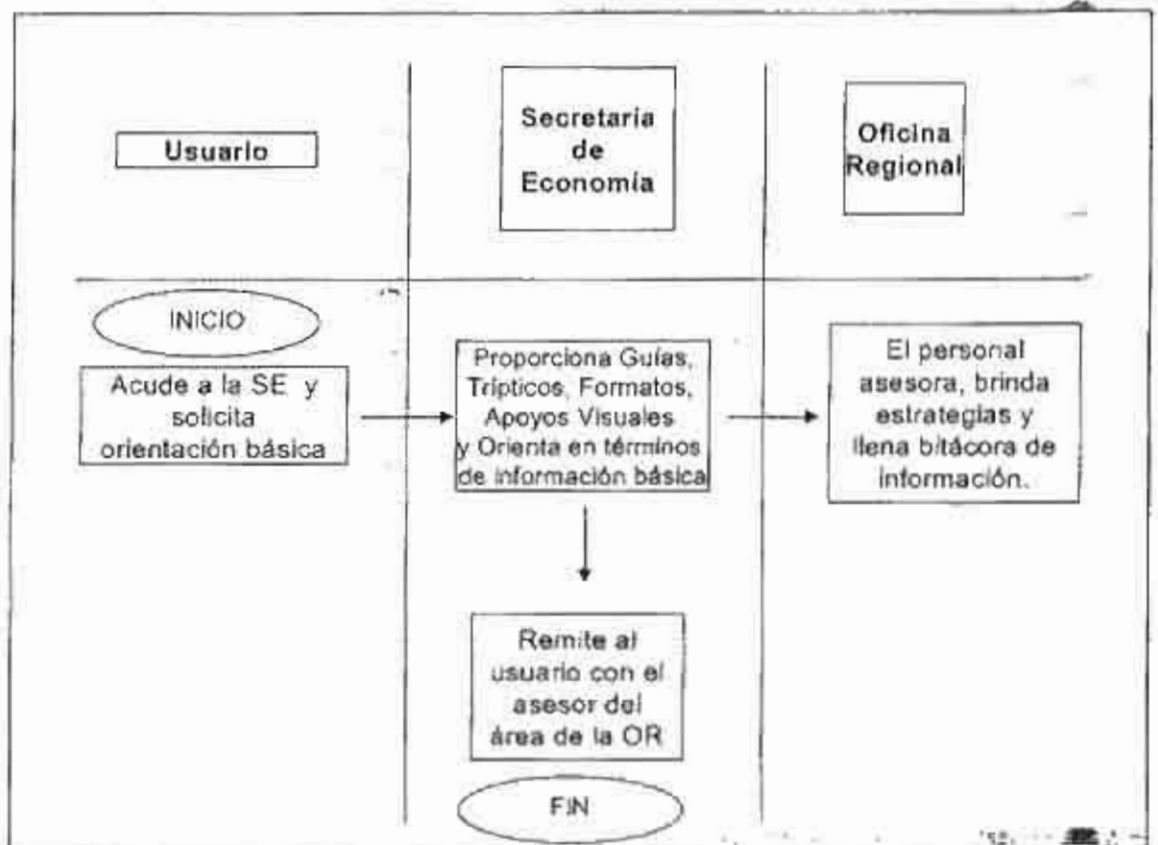 Usuario
Secretaría
de
Economía
Oficina
Regional
INICIO
Acude a la SE y
solicita
orientación básica
Proporciona Guías,
Trípticos, Formatos,
Apoyos Visuales
y Orienta en términos
de información básica
El personal
asesora, brinda
estrategias y
llena bitácora de
información.
Remite al
usuario con el
asesor del
área de la OR
FIN